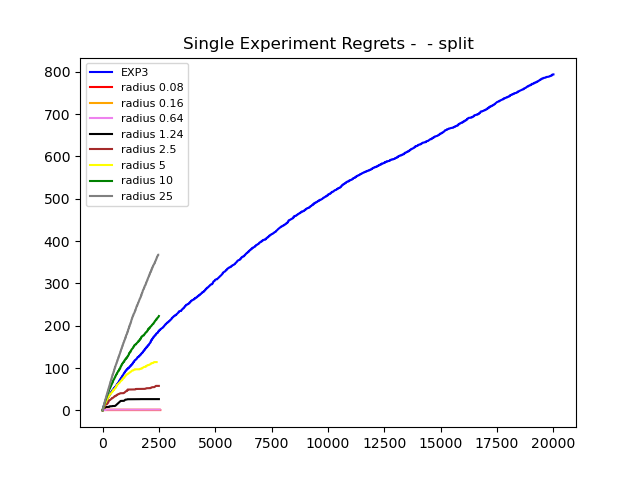 Single Experiment Regrets -  - split
800
700
600
500
400
300
200
100
0
EXP3
radius 0.08
radius 0.16
radius 0.64
radius 1.24
radius 2.5
radius 5
radius 10
radius 25
0 2500 5000 7500 10000 12500 15000 17500 20000